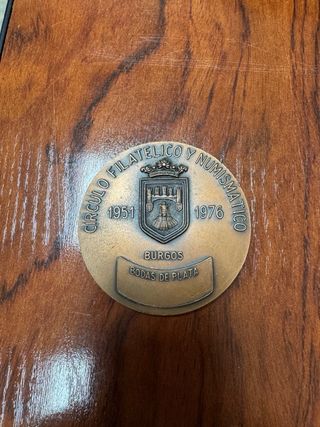 CIRCULO FILATELICO Y NUMISMATICO
1951 1976
BURGOS
BODAS DE PLATA